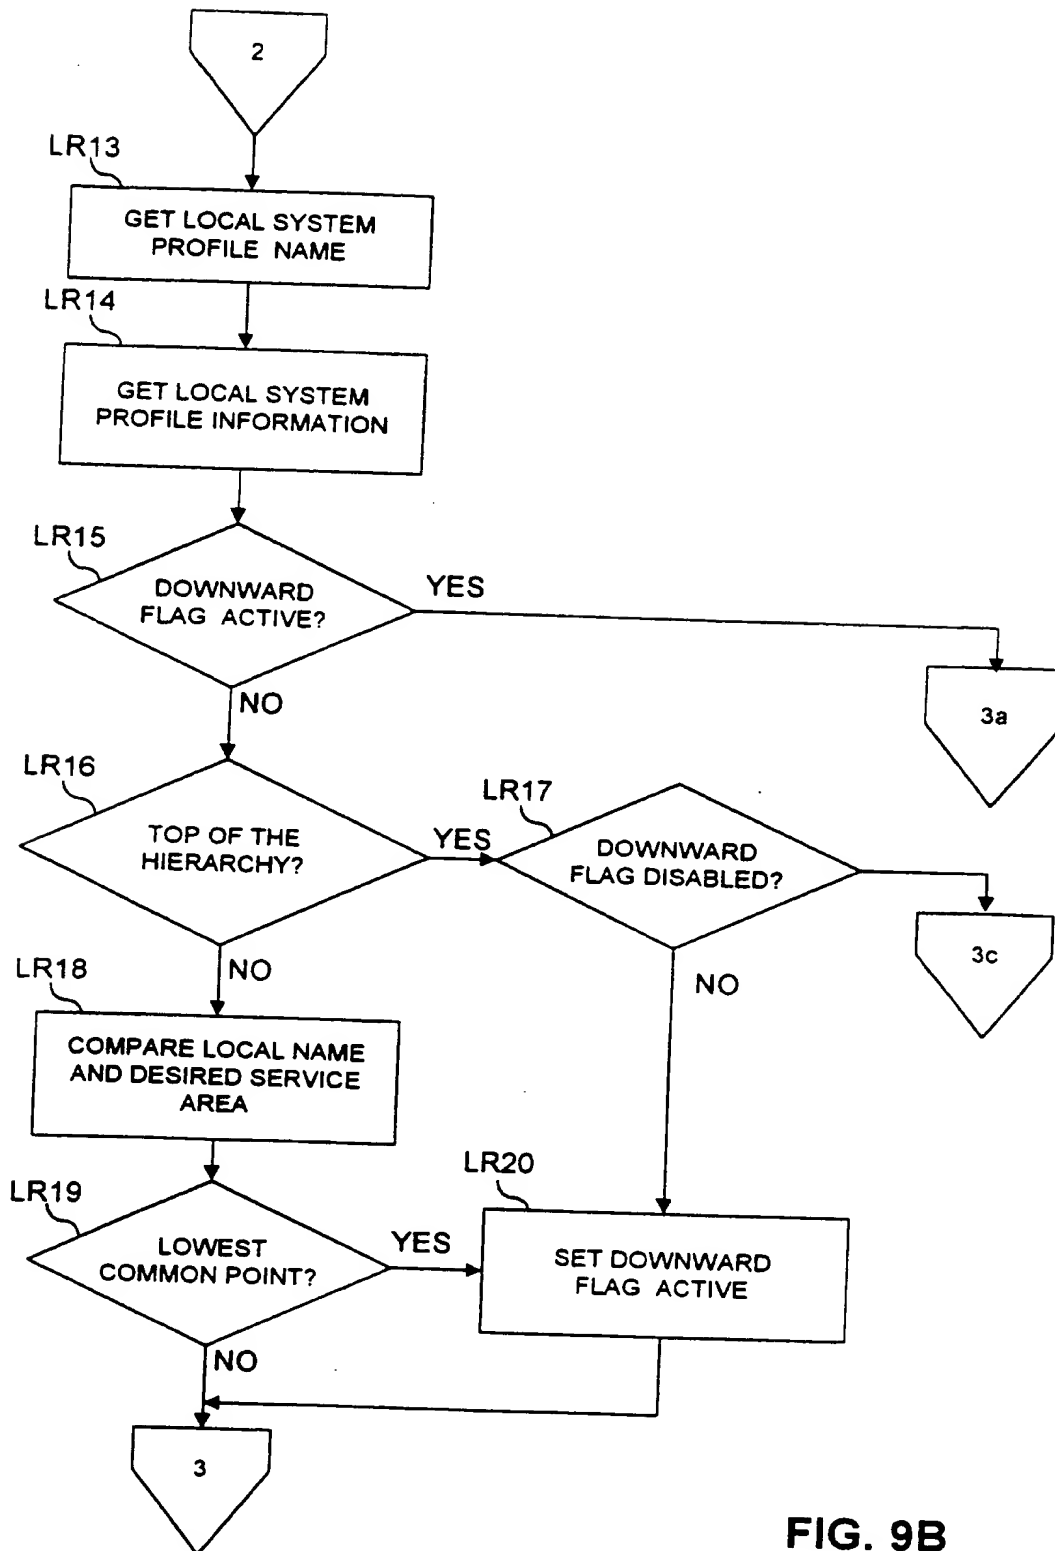 2
LR13
GET LOCAL SYSTEM
PROFILE NAME
LR14
GET LOCAL SYSTEM
PROFILE INFORMATION
LR15
DOWNWARD
FLAG ACTIVE?
YES
NO
3a
LR16
TOP OF THE
HIERARCHY?
YES
LR17
DOWNWARD
FLAG DISABLED?
3c
NO
NO
LR18
COMPARE LOCAL NAME
AND DESIRED SERVICE
AREA
LR19
LOWEST
COMMON POINT?
YES
LR20
SET DOWNWARD
FLAG ACTIVE
NO
3
FIG. 9B